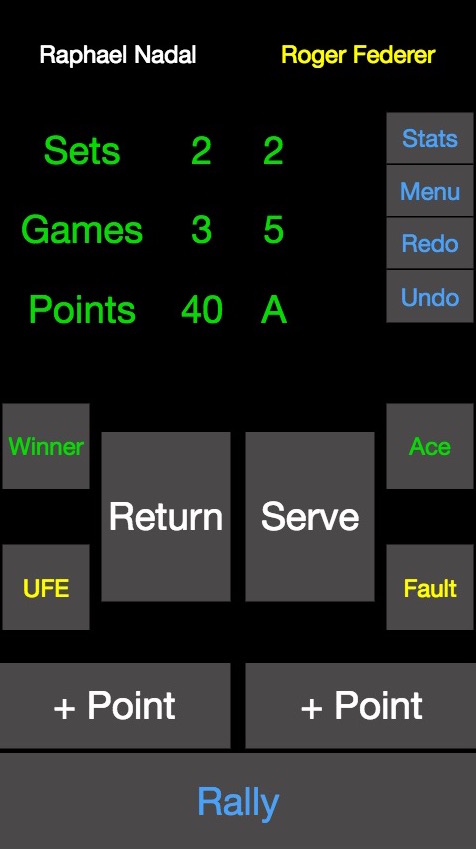 Raphael Nadal Roger Federer
Sets 2 2
Stats
Menu
Games 3 5
Redo
Points 40 A
Undo
Winner
Return
Serve
Ace
UFE
Fault
+ Point + Point
Rally